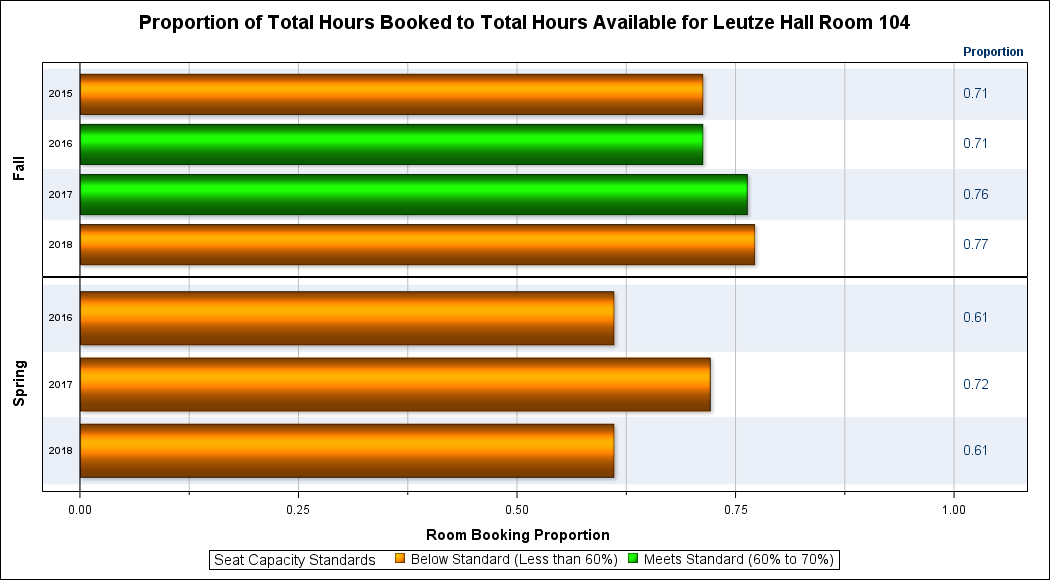 Proportion of Total Hours Booked to Total Hours Available for Leutze Hall Room 104
Proportion
Fall
2015 0.71
2016 0.71
2017 0.76
2018 0.77
Spring
2016 0.61
2017 0.72
2018 0.61
0.00 0.25 0.50 0.75 1.00
Room Booking Proportion
Seat Capacity Standards Below Standard (Less than 60%) Meets Standard (60% to 70%)